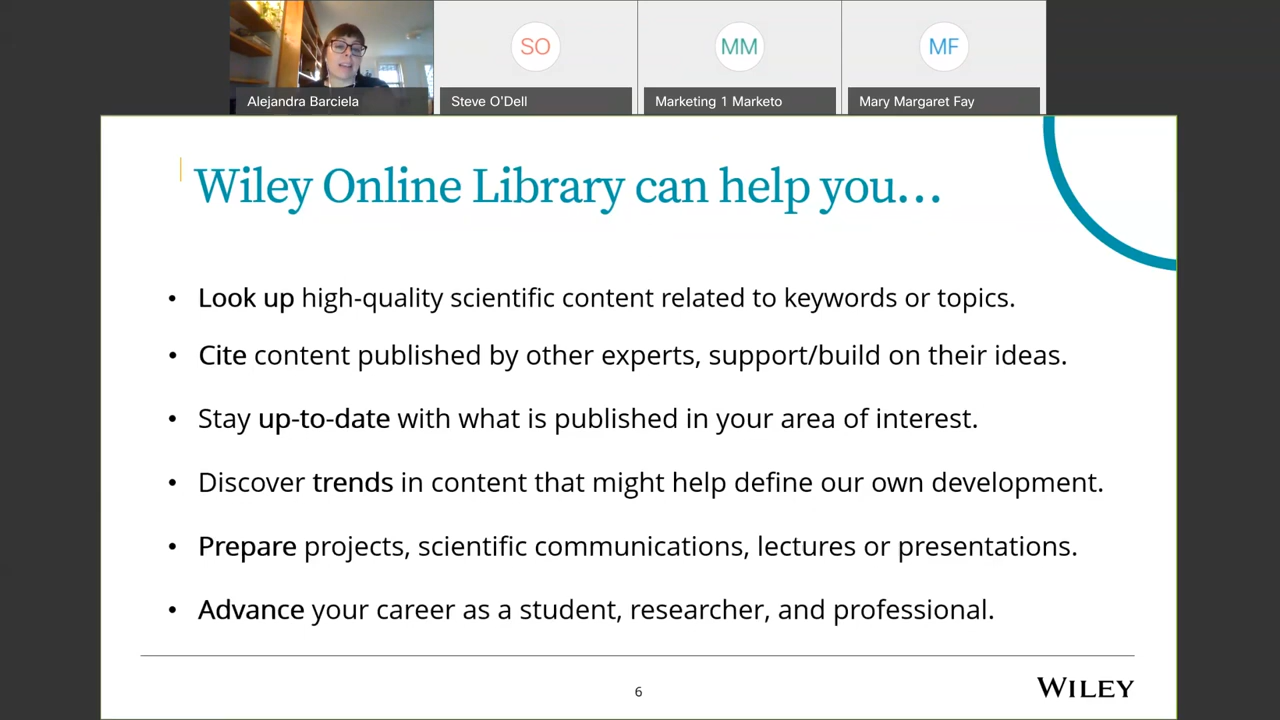 SO
MM
MF
Alejandra Barciela
Steve O'Dell
Marketing 1 Marketo
Mary Margaret Fay
Wiley Online Library can help you...
• Look up high-quality scientific content related to keywords or topics.
• Cite content published by other experts, support/build on their ideas.
• Stay up-to-date with what is published in your area of interest.
• Discover trends in content that might help define our own development.
• Prepare projects, scientific communications, lectures or presentations.
• Advance your career as a student, researcher, and professional.
6
WILEY